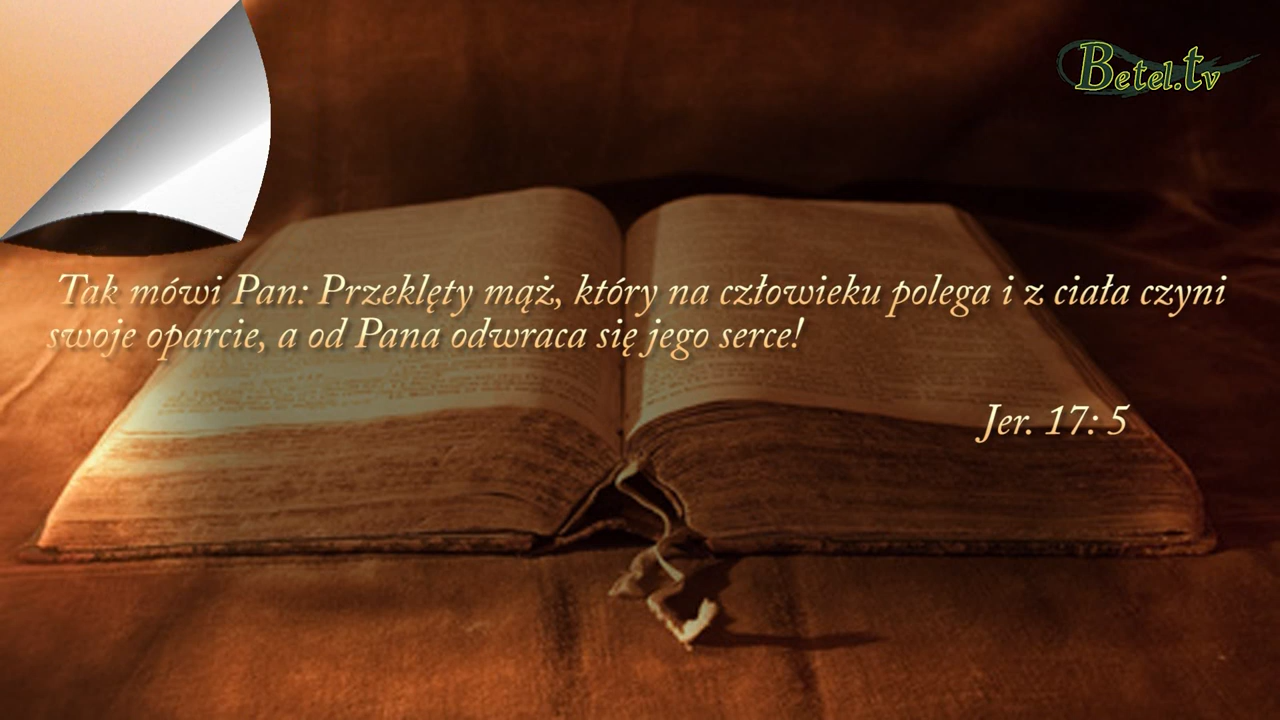 Betel.tv
Tak mówi Pan: Przeklęty mąż, który na człowieku polega i z ciała czyni
swoje oparcie, a od Pana odwraca się jego serce!
Jer. 17: 5